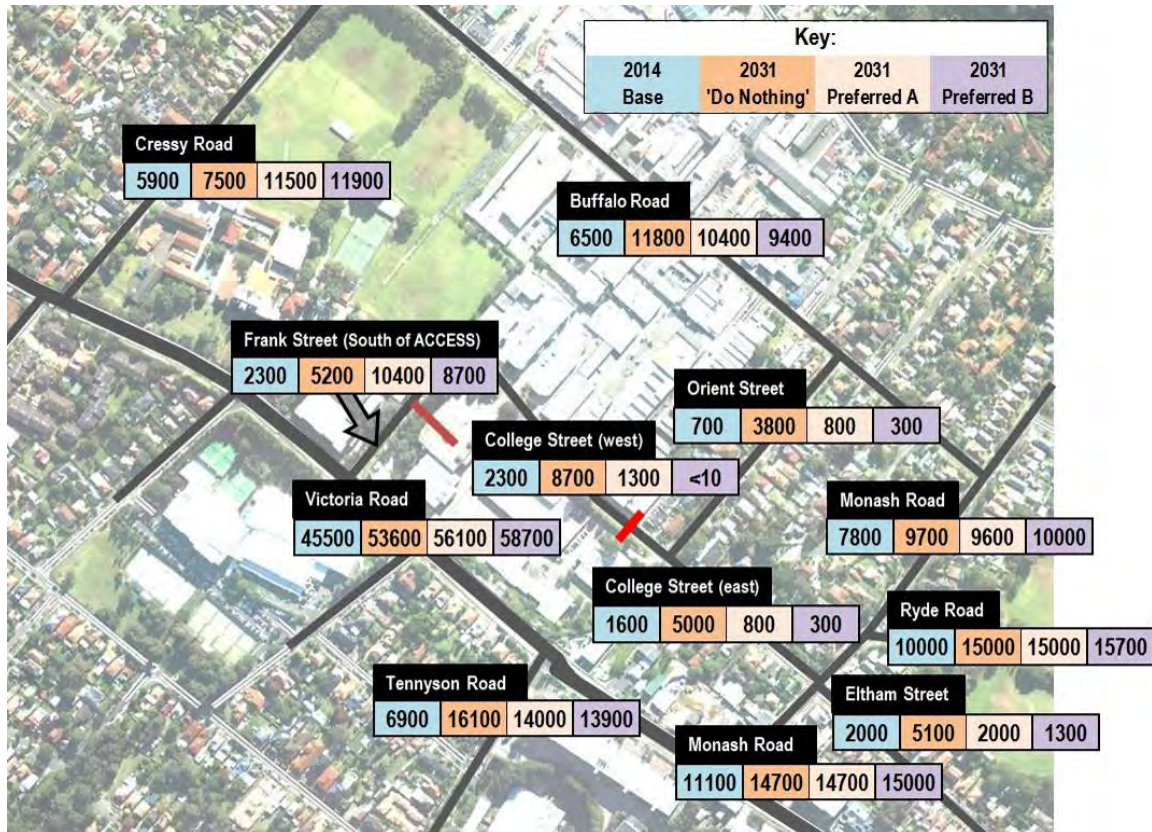 Key:
2014 2031 2031 2031
Base 'Do Nothing' Preferred A Preferred B
Cressy Road
5900 7500 11500 11900
Buffalo Road
6500 11800 10400 9400
Frank Street (South of ACCESS)
2300 5200 10400 8700
Orient Street
700 3800 800 300
College Street (west)
2300 8700 1300 <10
Victoria Road
45500 53600 56100 58700
Monash Road
7800 9700 9600 10000
College Street (east)
1600 5000 800 300
Ryde Road
10000 15000 15000 15700
Tennyson Road
6900 16100 14000 13900
Eltham Street
2000 5100 2000 1300
Monash Road
11100 14700 14700 15000